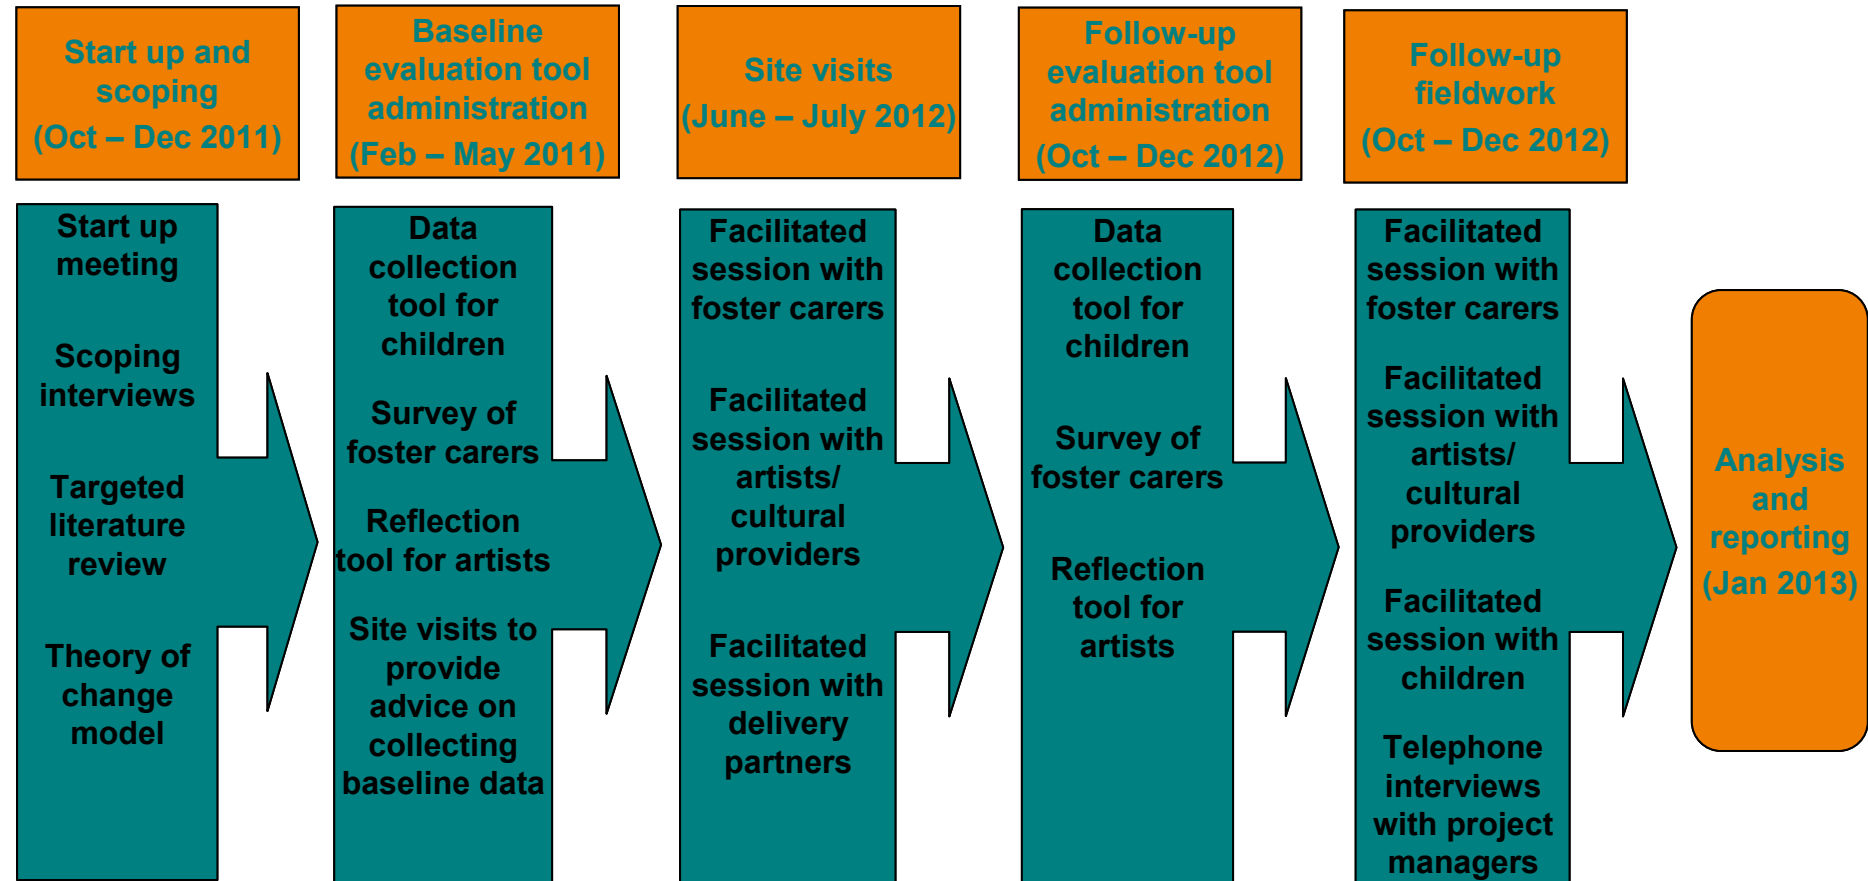 Start up and
scoping
(Oct – Dec 2011)
Baseline
evaluation tool
administration
(Feb – May 2011)
Site visits
(June – July 2012)
Follow-up
evaluation tool
administration
(Oct – Dec 2012)
Follow-up
fieldwork
(Oct – Dec 2012)
Start up
meeting
Scoping
interviews
Targeted
literature
review
Theory of
change
model
Data
collection
tool for
children
Survey of
foster carers
Reflection
tool for artists
Site visits to
provide
advice on
collecting
baseline data
Facilitated
session with
foster carers
Facilitated
session with
artists/
cultural
providers
Facilitated
session with
delivery
partners
Data
collection
tool for
children
Survey of
foster carers
Reflection
tool for
artists
Facilitated
session with
foster carers
Facilitated
session with
artists/
cultural
providers
Facilitated
session with
children
Telephone
interviews
with project
managers
Analysis
and
reporting
(Jan 2013)